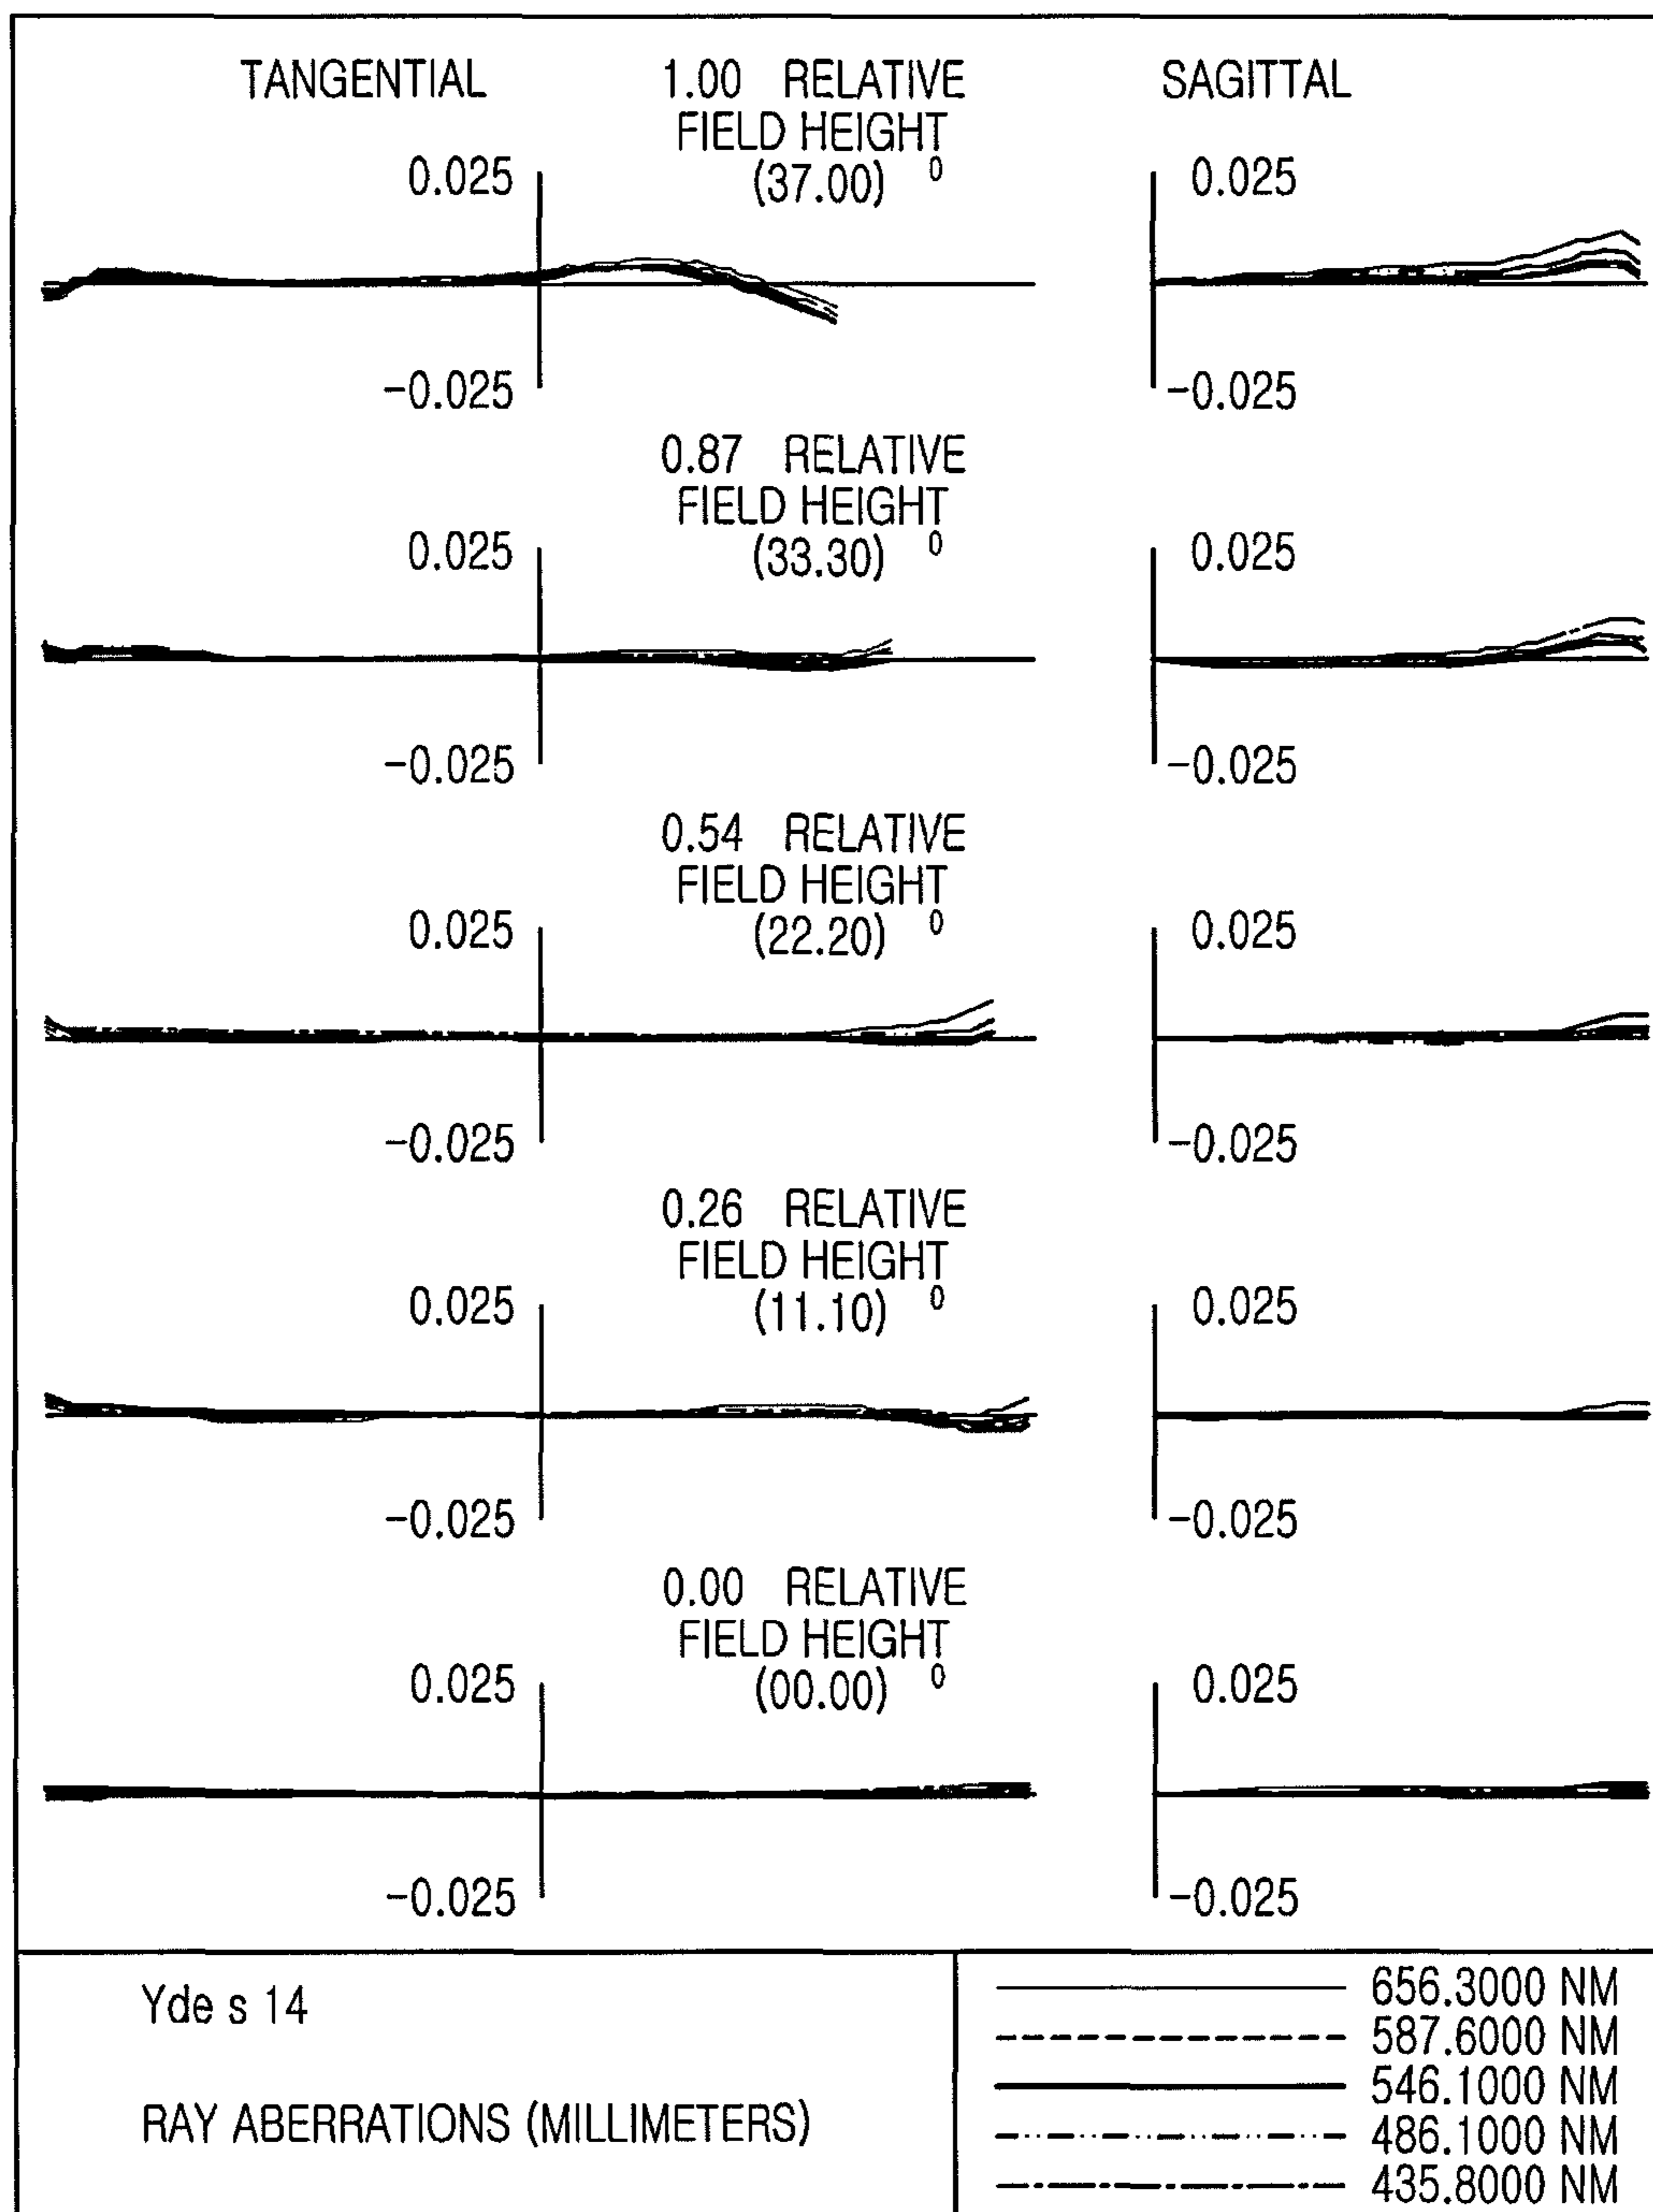 TANGENTIAL
1.00 RELATIVE
FIELD HEIGHT
(37.00) 0
SAGITTAL
0.025
0.025
-0.025
-0.025
0.87 RELATIVE
FIELD HEIGHT
(33.30) 0
0.025
0.025
-0.025
-0.025
0.54 RELATIVE
FIELD HEIGHT
(22.20) 0
0.025
0.025
-0.025
-0.025
0.26 RELATIVE
FIELD HEIGHT
(11.10) 0
0.025
0.025
-0.025
-0.025
0.00 RELATIVE
FIELD HEIGHT
(00.00) 0
0.025
0.025
-0.025
-0.025
Yde s 14
RAY ABERRATIONS (MILLIMETERS)
656.3000 NM
587.6000 NM
546.1000 NM
486.1000 NM
435.8000 NM